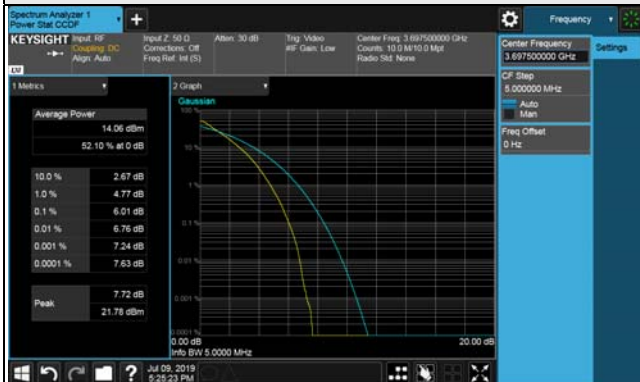 Spectrum Analyzer 1
Power Stat CCDF
Frequency
KEYSIGHT
Input: RF
Coupling: DC
Align: Auto
Input Z: 50 Ω
Corrections: Off
Freq Ref: Int (S)
Atten: 30 dB
Trig: Video
#IF Gain: Low
Center Freq: 3.697500000 GHz
Counts: 10.0 M/10.0 Mpt
Radio Std: None
Center Frequency
3.697500000 GHz
Settings
CF Step
5.000000 MHz
Auto
Man
Freq Offset
0 Hz
1 Metrics
Average Power
14.06 dBm
52.10 % at 0 dB
10.0 % 2.67 dB
1.0 % 4.77 dB
0.1 % 6.01 dB
0.01 % 6.76 dB
0.001 % 7.24 dB
0.0001 % 7.63 dB
Peak
7.72 dB
21.78 dBm
2 Graph
Gaussian
100 %
10 %
1 %
0.1 %
0.01 %
0.001 %
0.0001 %
0.00 dB
20.00 dB
Info BW 5.0000 MHz
Jul 09, 2019
5:25:23 PM